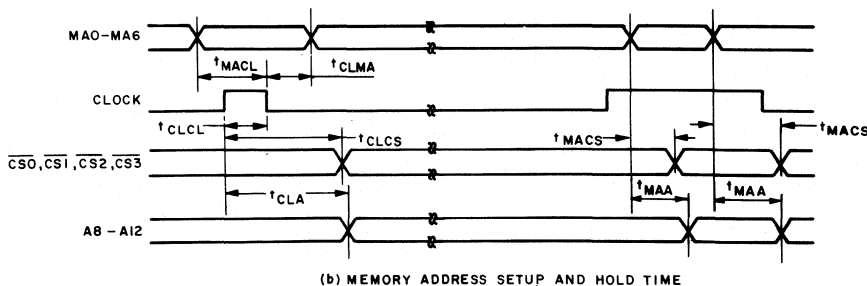 MA0-MA6
tMACL
tCLMA
CLOCK
tCLCL
tCLCS
tMACS
tMACS
CS0, CS1, CS2, CS3
tCLA
tMAA
tMAA
A8-A12
(b) MEMORY ADDRESS SETUP AND HOLD TIME